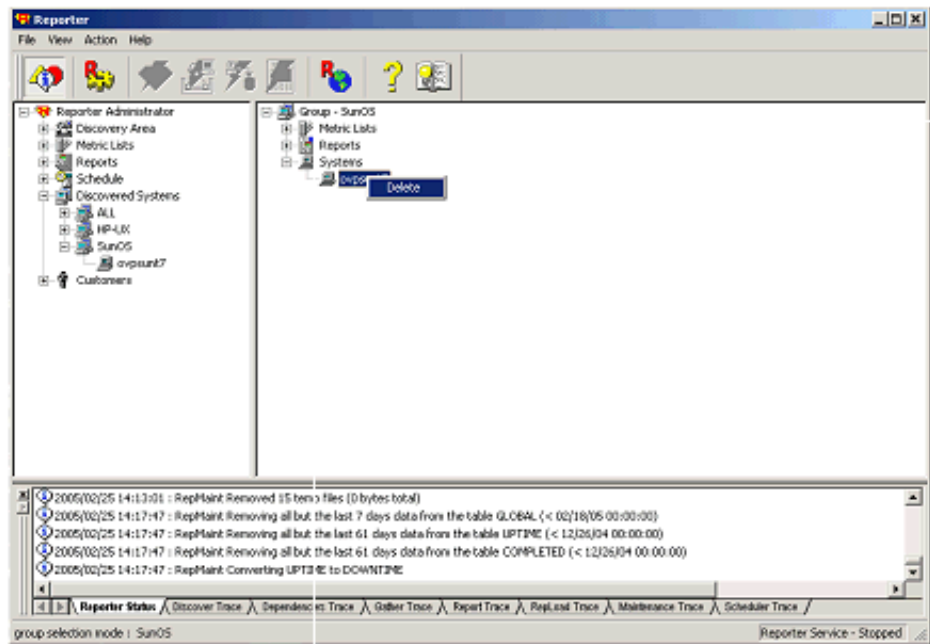 Reporter
File View Action Help
Reporter Administrator
Discovery Area
Metric Lists
Reports
Schedule
Discovered Systems
ALL
HP-UX
SunOS
ovpsunt7
Customers
Group - SunOS
Metric Lists
Reports
Systems
Delete
2005/02/25 14:13:01 : RepMaint Removed 15 temp files (0 bytes total)
2005/02/25 14:17:47 : RepMaint Removing all but the last 7 days data from the table GLOBAL (< 02/18/05 00:00:00)
2005/02/25 14:17:47 : RepMaint Removing all but the last 61 days data from the table UPTIME (< 12/26/04 00:00:00)
2005/02/25 14:17:47 : RepMaint Removing all but the last 61 days data from the table COMPLETED (< 12/26/04 00:00:00)
2005/02/25 14:17:47 : RepMaint Converting UPTIME to DOWNTIME
Reporter Status Discover Trace Dependencies Trace Gather Trace Report Trace RepLoad Trace Maintenance Trace Scheduler Trace
group selection mode : SunOS Reporter Service - Stopped